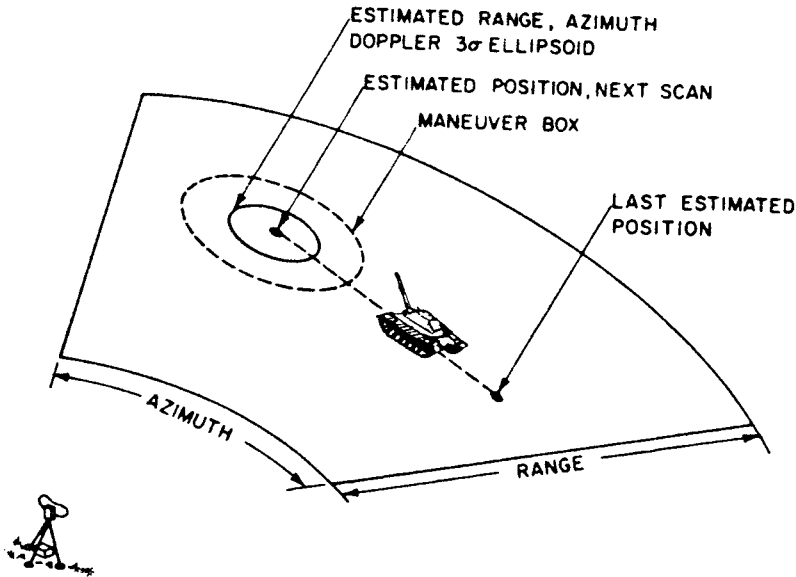 ESTIMATED RANGE, AZIMUTH
DOPPLER 3σ ELLIPSOID
ESTIMATED POSITION, NEXT SCAN
MANEUVER BOX
LAST ESTIMATED
POSITION
AZIMUTH
RANGE